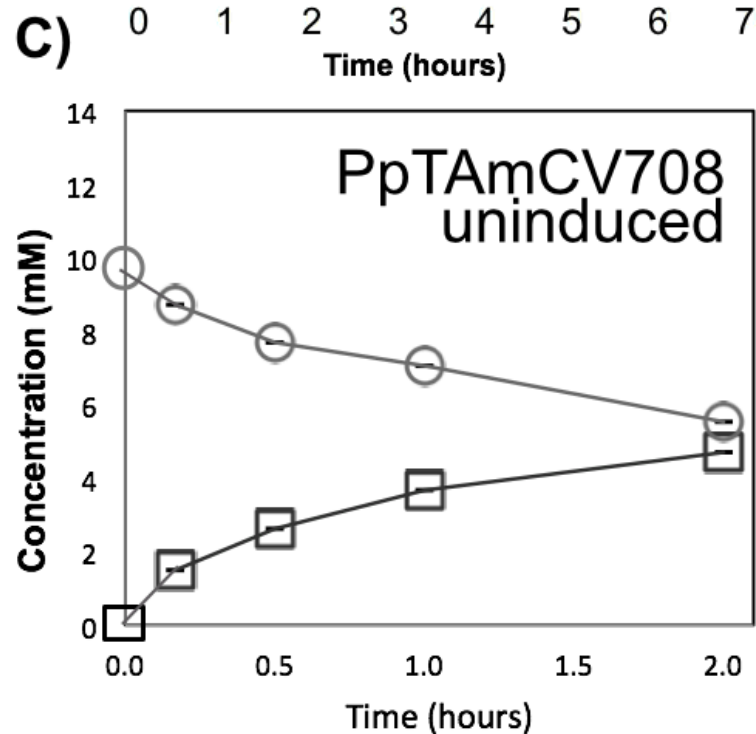 0 1 2 3 4 5 6 7
Time (hours)
C)
14
12
10
8
6
4
2
0
Concentration (mM)
PpTAmCV708
uninduced
0.0 0.5 1.0 1.5 2.0
Time (hours)